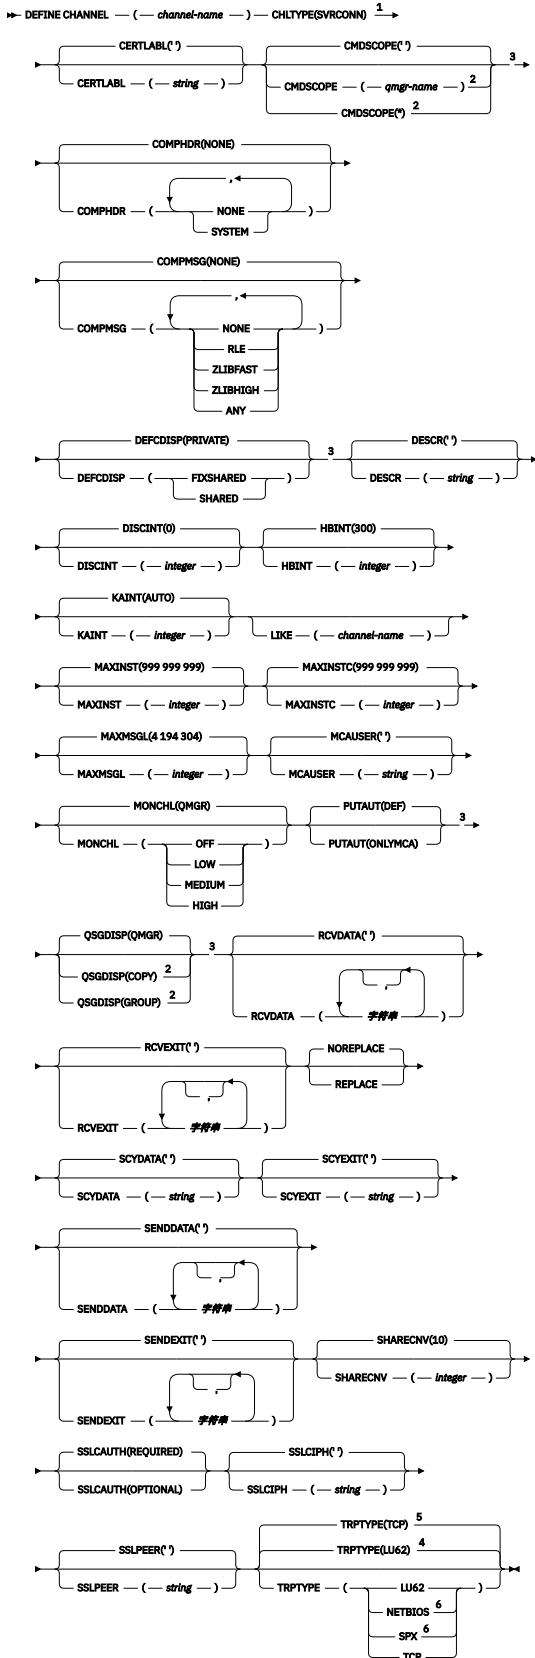 DEFINE CHANNEL ( channel-name ) CHLTYPE(SVRCONN) 1
CERTLABL(' ') CMDSCOPE(' ') 3
CERTLABL ( string ) CMDSCOPE ( qmgr-name ) 2
CMDSCOPE(*) 2
COMPHDR(NONE)
,
COMPHDR ( NONE )
SYSTEM
COMPMSG(NONE)
,
COMPMSG ( NONE )
RLE
ZLIBFAST
ZLIBHIGH
ANY
DEFCDISP(PRIVATE) 3 DESCR(' ')
DEFCDISP ( FIXSHARED ) DESCR ( string )
SHARED
DISCINT(0) HBINT(300)
DISCINT ( integer ) HBINT ( integer )
KAINT(AUTO)
KAINT ( integer ) LIKE ( channel-name )
MAXINST(999 999 999) MAXINSTC(999 999 999)
MAXINST ( integer ) MAXINSTC ( integer )
MAXMSGL(4 194 304) MCAUSER(' ')
MAXMSGL ( integer ) MCAUSER ( string )
MONCHL(QMGR) PUTAUT(DEF) 3
MONCHL ( OFF ) PUTAUT(ONLYMCA)
LOW
MEDIUM
HIGH
QSGDISP(QMGR) 3 RCVDATA(' ')
QSGDISP(COPY) 2 ,
QSGDISP(GROUP) 2 RCVDATA ( 字符串 )
RCVEXIT(' ') NOREPLACE
REPLACE
,
RCVEXIT ( 字符串 )
SCYDATA(' ') SCYEXIT(' ')
SCYDATA ( string ) SCYEXIT ( string )
SENDDATA(' ')
,
SENDDATA ( 字符串 )
SENDEXIT(' ') SHARECNV(10)
, SHARECNV ( integer )
SENDEXIT ( 字符串 )
SSLCAUTH(REQUIRED) SSLCIPH(' ')
SSLCAUTH(OPTIONAL) SSLCIPH ( string )
TRPTYPE(TCP) 5
SSLPEER(' ') TRPTYPE(LU62) 4
SSLPEER ( string ) TRPTYPE ( LU62 )
NETBIOS 6
SPX 6
TCP